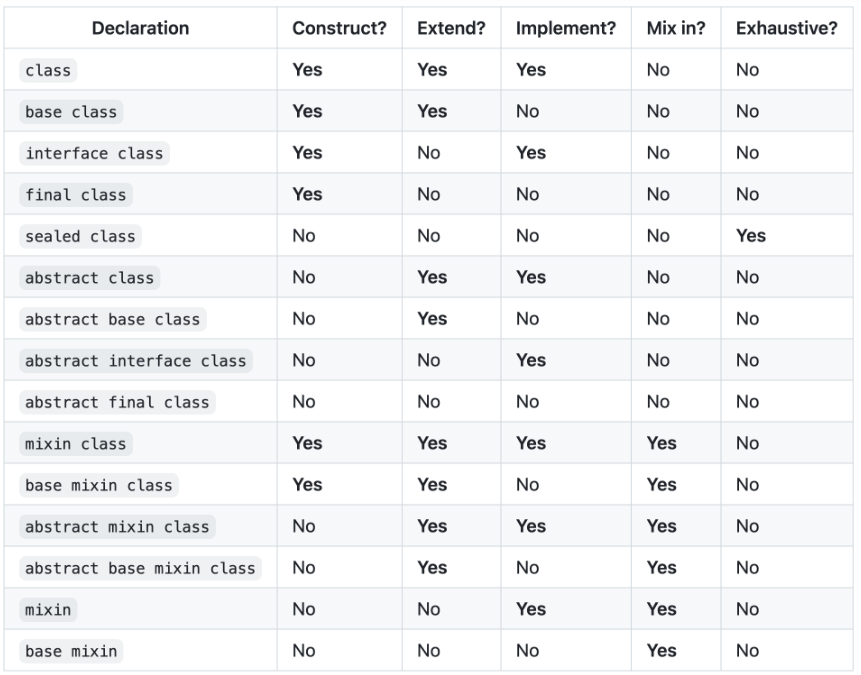 Declaration Construct? Extend? Implement? Mix in? Exhaustive?
class Yes Yes Yes No No
base class Yes Yes No No No
interface class Yes No Yes No No
final class Yes No No No No
sealed class No No No No Yes
abstract class No Yes Yes No No
abstract base class No Yes No No No
abstract interface class No No Yes No No
abstract final class No No No No No
mixin class Yes Yes Yes Yes No
base mixin class Yes Yes No Yes No
abstract mixin class No Yes Yes Yes No
abstract base mixin class No Yes No Yes No
mixin No No Yes Yes No
base mixin No No No Yes No